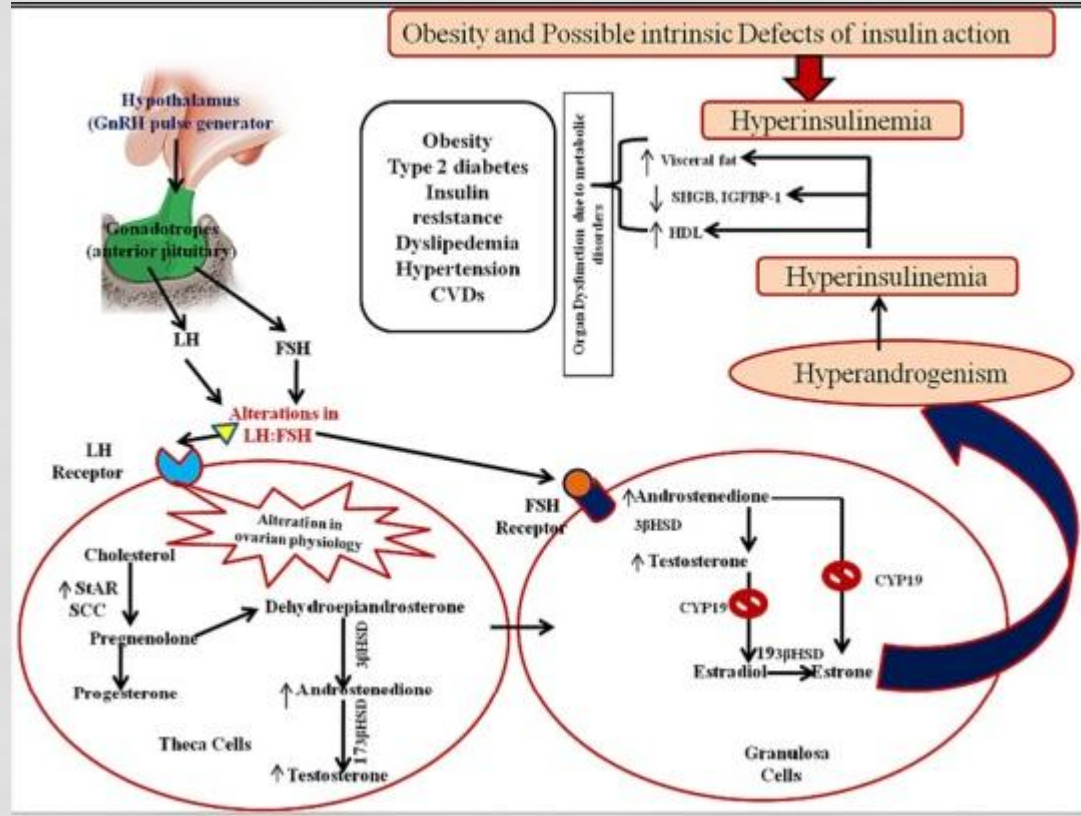 Obesity and Possible intrinsic Defects of insulin action
Hyperinsulinemia
Hypothalamus
(GnRH pulse generator
Gonadotropes
(anterior pituitary)
LH
FSH
Alterations in
LH:FSH
Obesity
Type 2 diabetes
Insulin
resistance
Dyslipedemia
Hypertension
CVDs
Organ Dysfunction due to metabolic
disorders
↑ Visceral fat
↓ SHGB, IGFBP-1
↑ HDL
Hyperinsulinemia
Hyperandrogenism
LH
Receptor
Alteration in
ovarian physiology
Cholesterol
↑ StAR
SCC
Pregnenolone
Progesterone
Dehydroepiandrosterone
3βHSD
↑ Androstenedione
173βHSD
↑ Testosterone
Theca Cells
FSH
Receptor
↑ Androstenedione
3βHSD
↑ Testosterone
CYP19
CYP19
193βHSD
Estradiol
Estrone
Granulosa
Cells